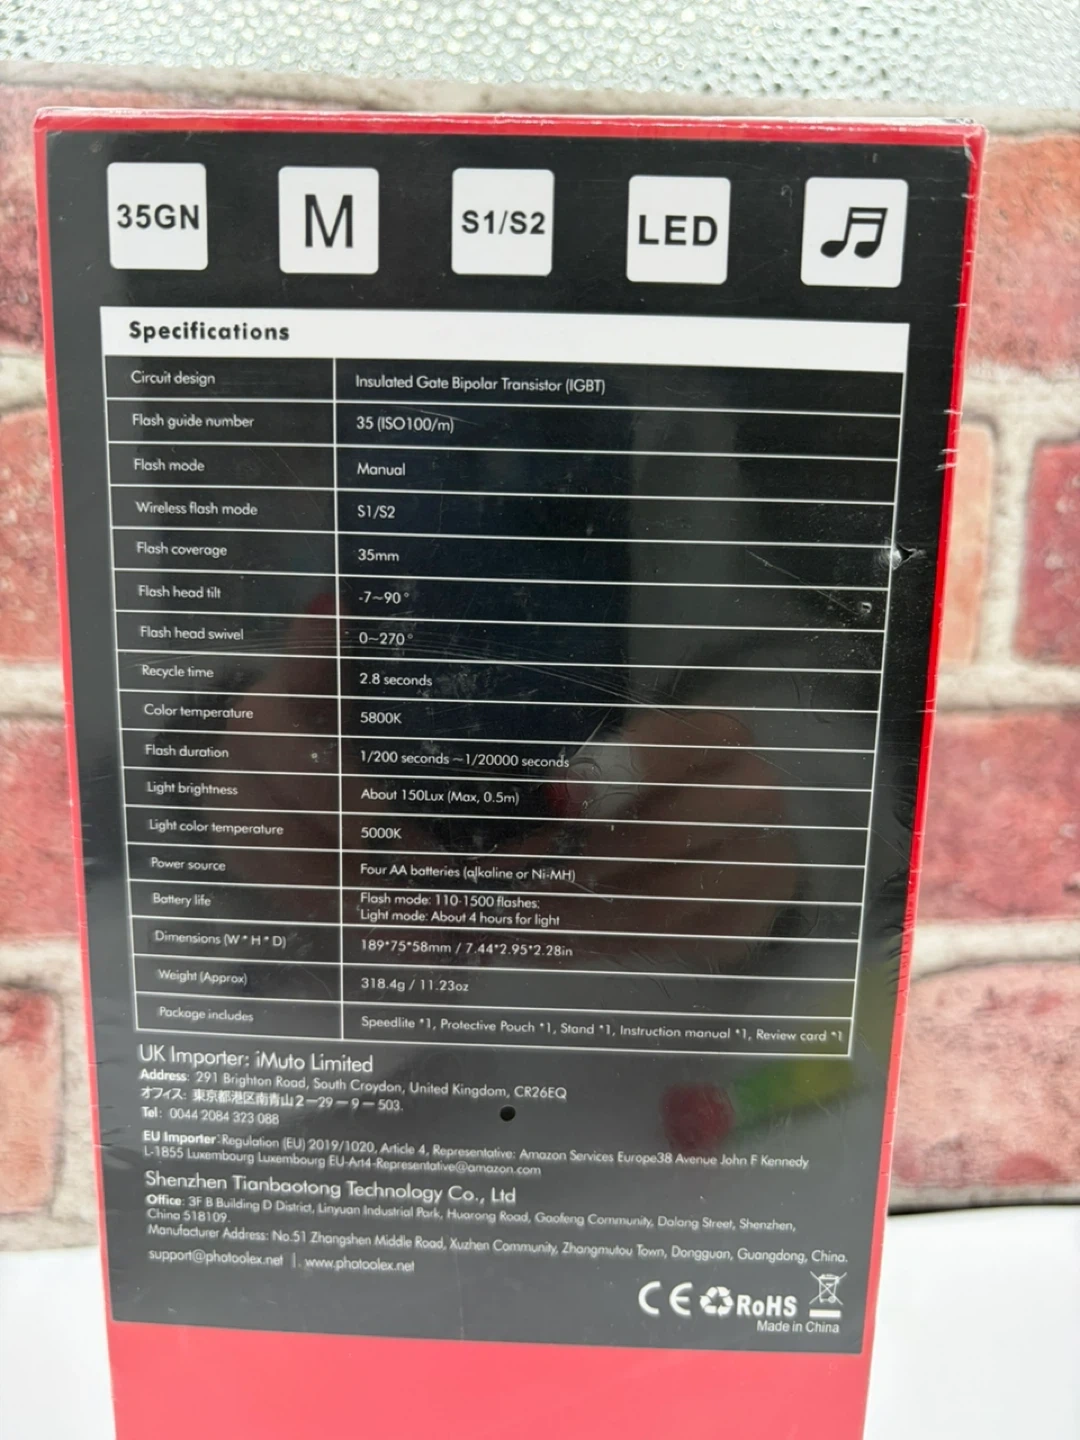 35GN M S1/S2 LED
Specifications
Circuit design Insulated Gate Bipolar Transistor (IGBT)
Flash guide number 35 (ISO100/m)
Flash mode Manual
Wireless flash mode S1/S2
Flash coverage 35mm
Flash head tilt -7~90°
Flash head swivel 0~270°
Recycle time 2.8 seconds
Color temperature 5800K
Flash duration 1/200 seconds ~1/20000 seconds
Light brightness About 150Lux (Max, 0.5m)
Light color temperature 5000K
Power source Four AA batteries (alkaline or Ni-MH)
Battery life Flash mode: 110-1500 flashes;
Light mode: About 4 hours for light
Dimensions (W*H*D) 189*75*58mm / 7.44*2.95*2.28in
Weight (Approx) 318.4g / 11.23oz
Package includes Speedlite *1, Protective Pouch *1, Stand *1, Instruction manual *1, Review card *1
UK Importer: iMuto Limited
Address: 291 Brighton Road, South Croydon, United Kingdom, CR26EQ
オフィス: 東京都港区南青山2-29-9-503.
Tel: 0044 2084 323 088
EU Importer: Regulation (EU) 2019/1020, Article 4, Representative: Amazon Services Europe38 Avenue John F Kennedy
L-1855 Luxembourg Luxembourg EU-Art4-Representative@amazon.com
Shenzhen Tianbaotong Technology Co., Ltd
Office: 3F B Building D District, Linyuan Industrial Park, Huarong Road, Gaofeng Community, Dalang Street, Shenzhen,
China 518109.
Manufacturer Address: No.51 Zhangshen Middle Road, Xuzhen Community, Zhangmutou Town, Dongguan, Guangdong, China.
support@photoolex.net | www.photoolex.net
CE RoHS
Made in China